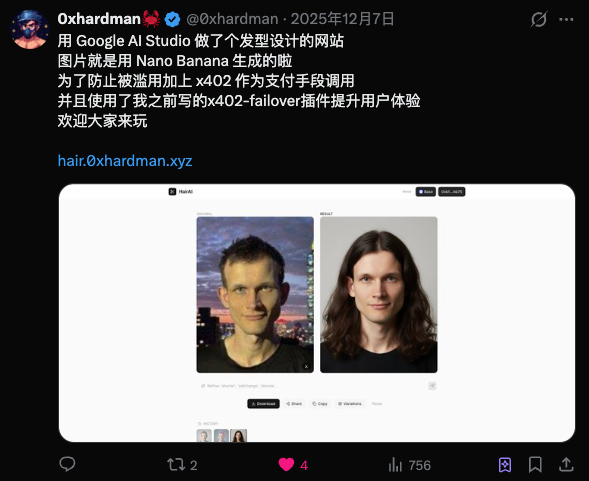 0xhardman🦀 @0xhardman · 2025年12月7日
用 Google AI Studio 做了个发型设计的网站
图片就是用 Nano Banana 生成的啦
为了防止被滥用加上 x402 作为支付手段调用
并且使用了我之前写的x402-failover插件提升用户体验
欢迎大家来玩
hair.0xhardman.xyz
HairAI
Base
RESULT
Download
Share
Copy
Variations
HISTORY
2
4
756